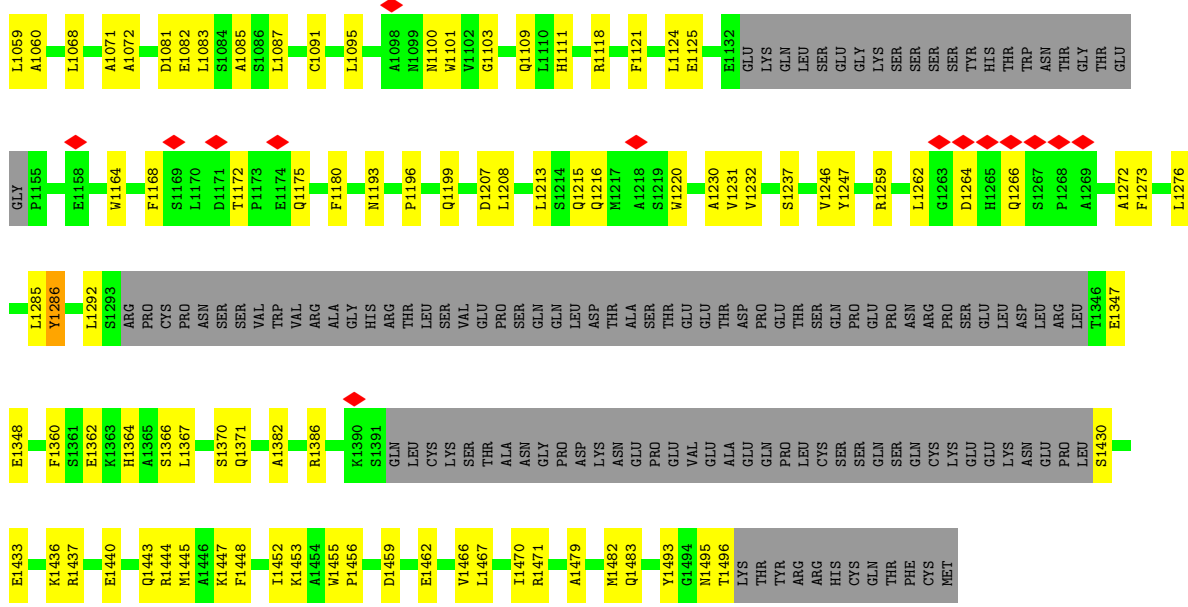 L1059 A1060 L1068 A1071 A1072 D1081 E1082 L1083 S1084 A1085 S1086 L1087 C1091 L1095 A1098 N1099 N1100 W1101 V1102 G1103 Q1109 L1110 H1111 R1118 F1121 L1124 E1125 E1132 GLU LYS GLN LEU SER GLU GLY LYS SER SER SER SER TYR HIS THR TRP ASN THR THR GLY THR GLU
GLY P1155 E1158 W1164 F1168 S1169 L1170 D1171 T1172 P1173 E1174 Q1175 F1180 N1193 P1196 Q1199 D1207 L1208 L1213 S1214 Q1215 Q1216 M1217 A1218 S1219 W1220 A1230 V1231 V1232 S1237 V1246 Y1247 R1259 L1262 G1263 D1264 H1265 Q1266 S1267 P1268 A1269 A1272 F1273 L1276
L1285 Y1286 L1292 S1293 ARG PRO CYS PRO ASN SER SER VAL TRP VAL ARG ALA GLY HIS ARG THR LEU SER VAL GLU PRO SER GLN GLN LEU ASP THR ALA SER THR GLU GLU THR ASP PRO GLU THR SER GLN PRO GLU PRO ASN ARG PRO SER GLU LEU ASP LEU ARG LEU T1346 E1347
E1348 F1360 S1361 E1362 K1363 H1364 A1365 S1366 L1367 S1370 Q1371 A1382 R1386 K1390 S1391 GLN LEU CYS LYS SER THR ALA ASN GLY PRO ASP LYS ASN GLU PRO GLU VAL GLU ALA GLU GLN PRO LEU CYS SER SER GLN SER GLN CYS LYS GLU GLU LYS ASN GLU PRO LEU S1430
E1433 K1436 R1437 E1440 Q1443 R1444 M1445 A1446 K1447 F1448 I1452 K1453 A1454 W1455 P1456 D1459 E1462 V1466 L1467 I1470 R1471 A1479 M1482 Q1483 Y1493 G1494 N1495 T1496 LYS THR TYR ARG ARG HIS CYS GLN THR PHE CYS MET